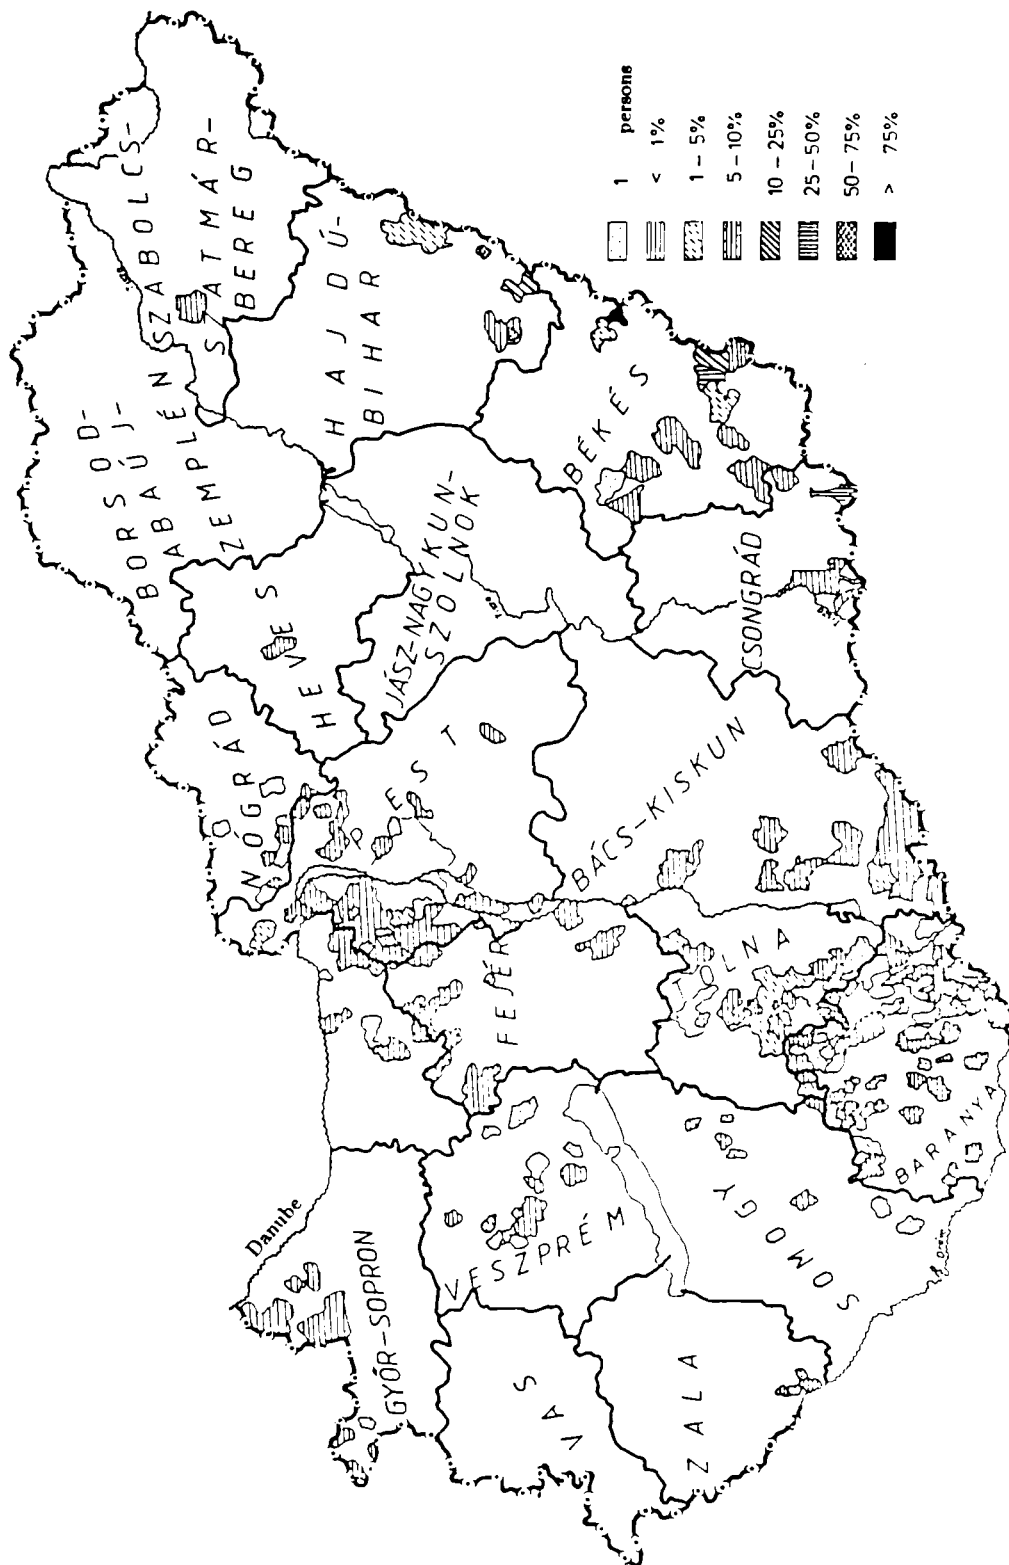 BORSOD-
ABAÚJ-
ZEMPLÉN
SZABOLCS-
SZATMÁR-
BEREG
NÓGRÁD
HEVES
HAJDÚ-
BIHAR
Danube
GYŐR-SOPRON
PEST
JÁSZ-NAGYKUN-
SZOLNOK
VAS
VESZPRÉM
FEJÉR
BÉKÉS
ZALA
SOMOGY
TOLNA
BÁCS-KISKUN
CSONGRÁD
BARANYA
1 persons
< 1%
1 - 5%
5 - 10%
10 - 25%
25 - 50%
50 - 75%
> 75%